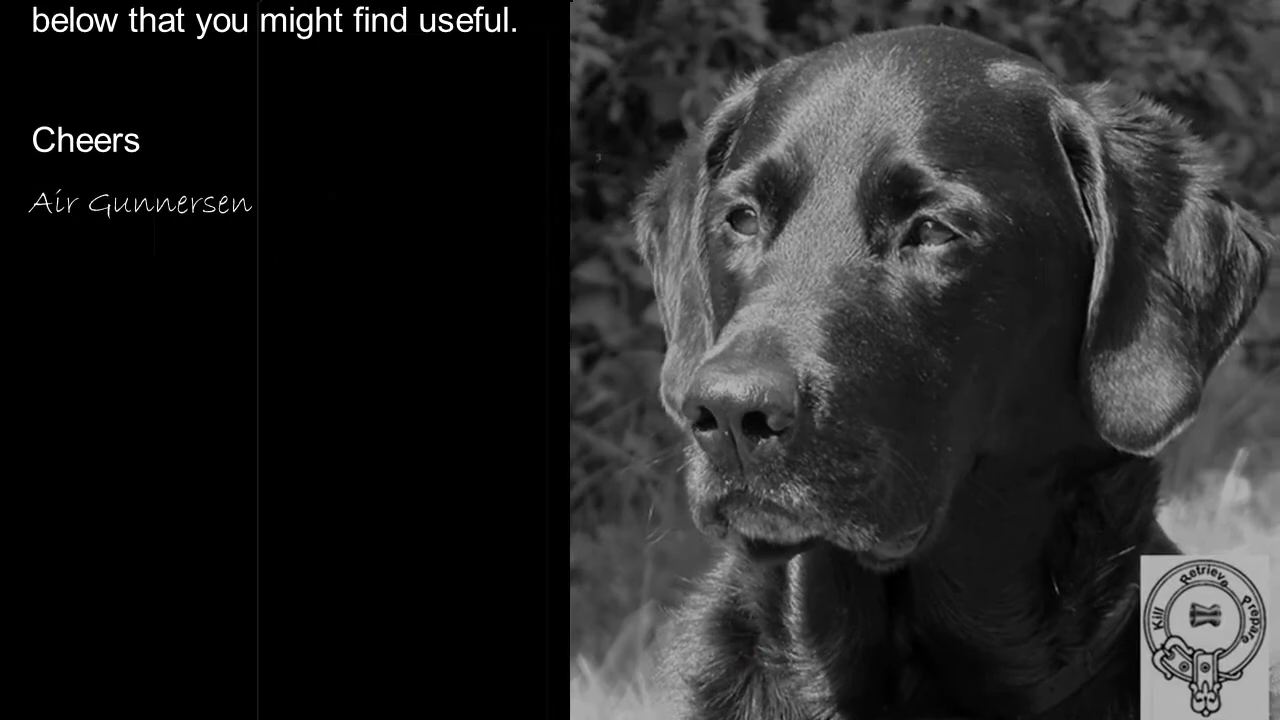 below that you might find useful.
Cheers
Air Gunnersen
Kill Retrieve Prepare